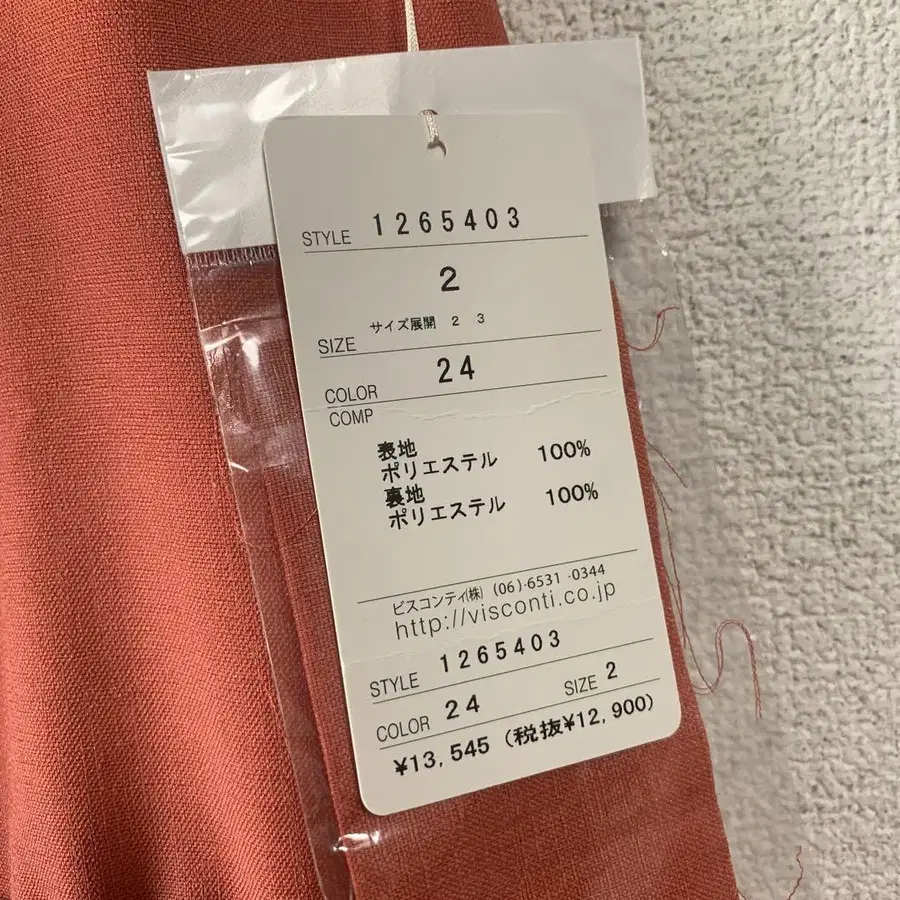 STYLE 1265403
2
サイズ展開 2 3
SIZE
COLOR 24
COMP
表地
ポリエステル 100%
裏地
ポリエステル 100%
ビスコンティ㈱ (06)-6531-0344
http://visconti.co.jp
STYLE 1265403
COLOR 24 SIZE 2
¥13,545 (税抜¥12,900)